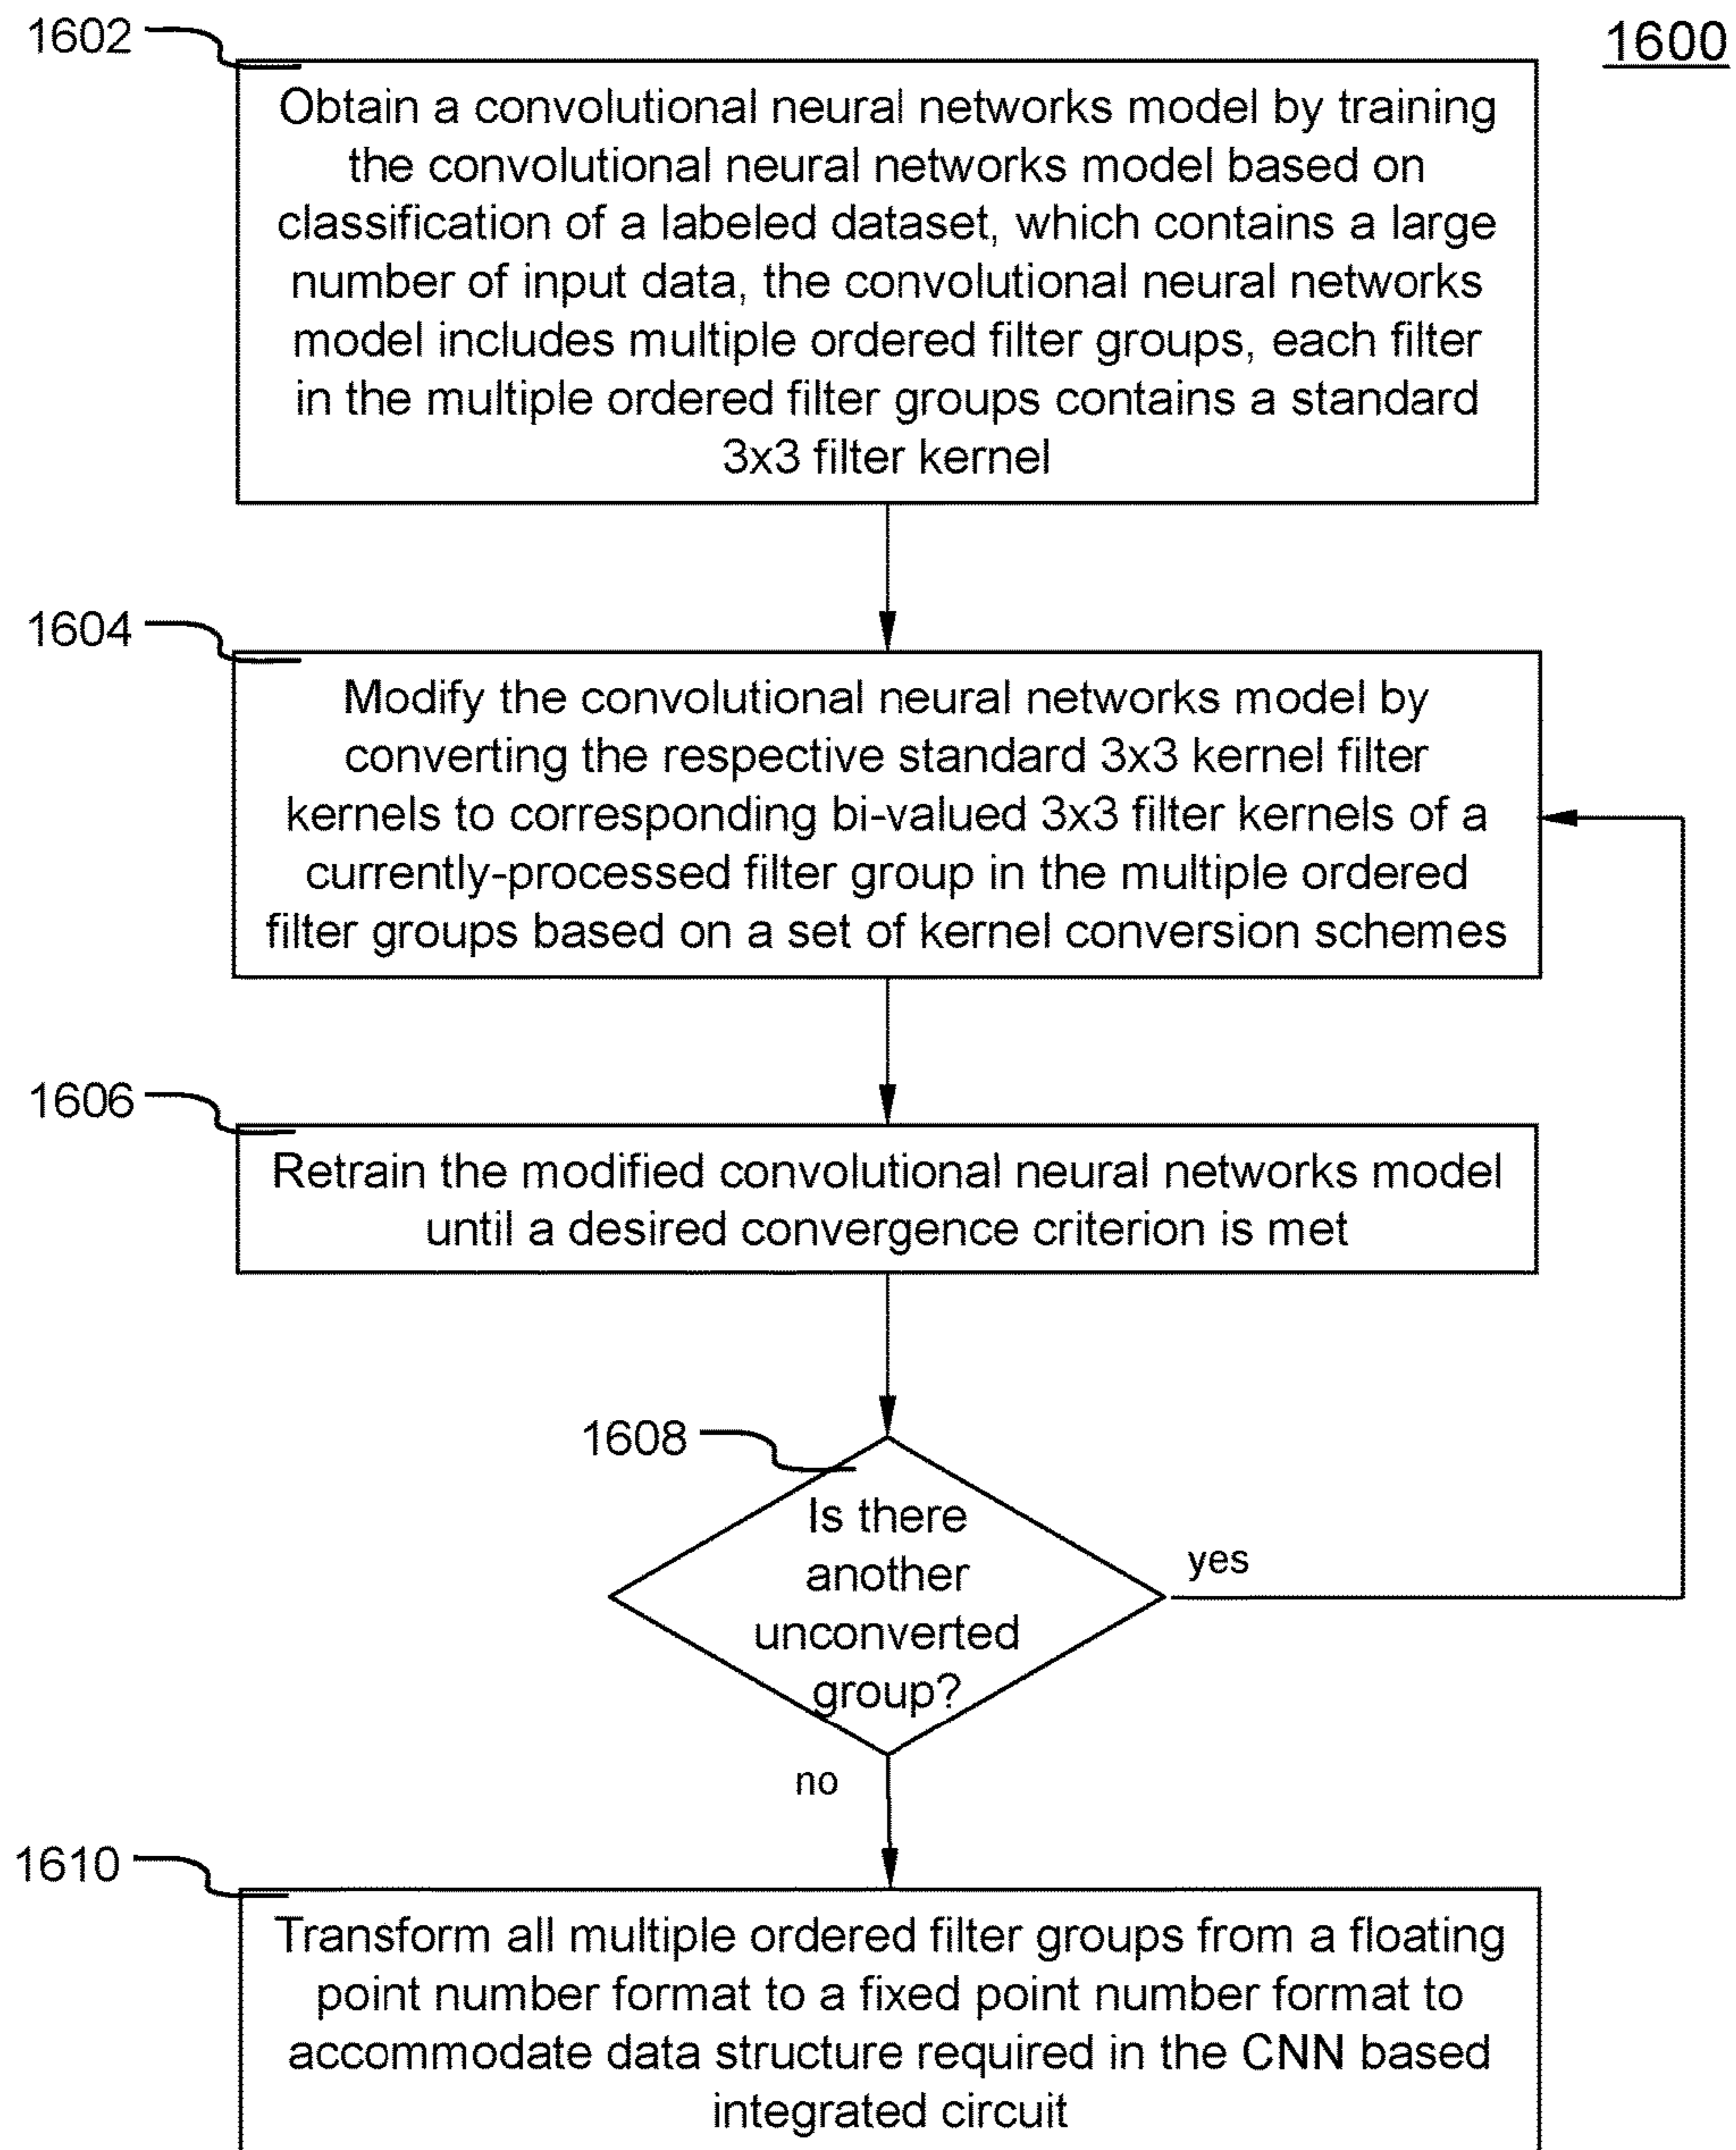 1602
1600
Obtain a convolutional neural networks model by training
the convolutional neural networks model based on
classification of a labeled dataset, which contains a large
number of input data, the convolutional neural networks
model includes multiple ordered filter groups, each filter
in the multiple ordered filter groups contains a standard
3x3 filter kernel
1604
Modify the convolutional neural networks model by
converting the respective standard 3x3 kernel filter
kernels to corresponding bi-valued 3x3 filter kernels of a
currently-processed filter group in the multiple ordered
filter groups based on a set of kernel conversion schemes
1606
Retrain the modified convolutional neural networks model
until a desired convergence criterion is met
1608
Is there
another
unconverted
group?
yes
no
1610
Transform all multiple ordered filter groups from a floating
point number format to a fixed point number format to
accommodate data structure required in the CNN based
integrated circuit